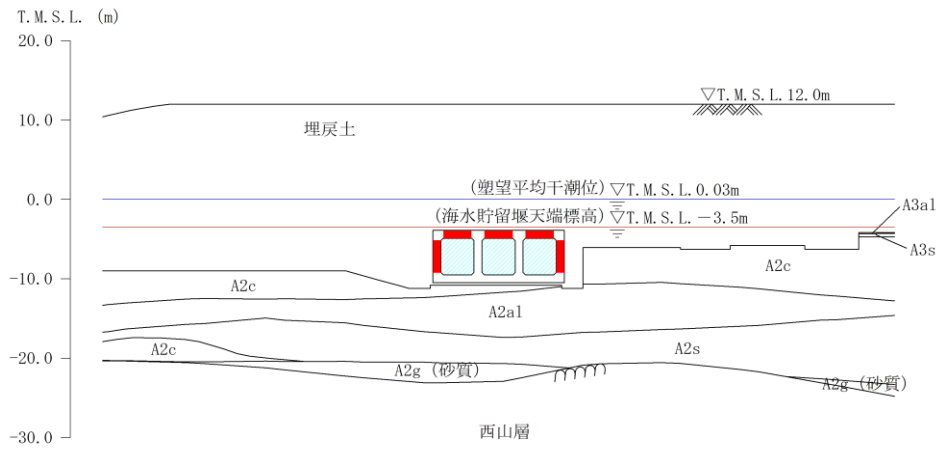 T.M.S.L. (m)
20.0
▽T.M.S.L.12.0m
10.0
埋戻土
(朔望平均干潮位)▽T.M.S.L.0.03m
0.0
(海水貯留堰天端標高)▽T.M.S.L.-3.5m
A3al
A3s
A2c
A2c
-10.0
A2al
A2c
A2s
-20.0
A2g(砂質)
A2g(砂質)
西山層
-30.0